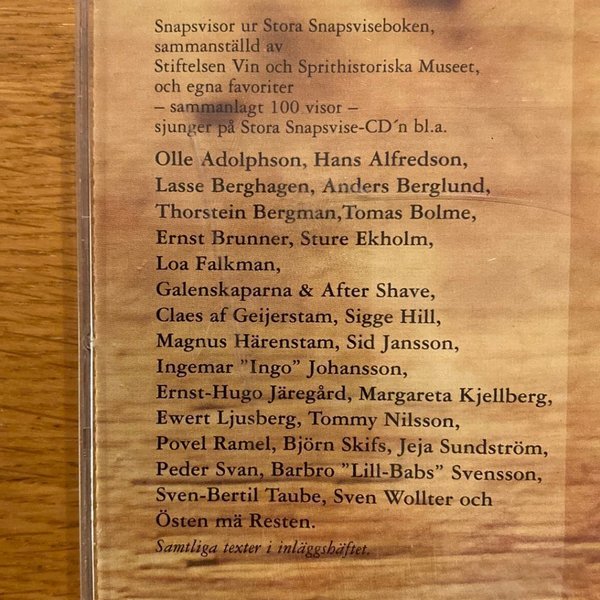 Snapsvisor ur Stora Snapsviseboken,
sammanställd av
Stiftelsen Vin och Sprithistoriska Museet,
och egna favoriter
– sammanlagt 100 visor –
sjunger på Stora Snapsvise-CD´n bl.a.
Olle Adolphson, Hans Alfredson,
Lasse Berghagen, Anders Berglund,
Thorstein Bergman,Tomas Bolme,
Ernst Brunner, Sture Ekholm,
Loa Falkman,
Galenskaparna & After Shave,
Claes af Geijerstam, Sigge Hill,
Magnus Härenstam, Sid Jansson,
Ingemar ”Ingo” Johansson,
Ernst-Hugo Järegård, Margareta Kjellberg,
Ewert Ljusberg, Tommy Nilsson,
Povel Ramel, Björn Skifs, Jeja Sundström,
Peder Svan, Barbro ”Lill-Babs” Svensson,
Sven-Bertil Taube, Sven Wollter och
Östen mä Resten.
Samtliga texter i inläggshäftet.